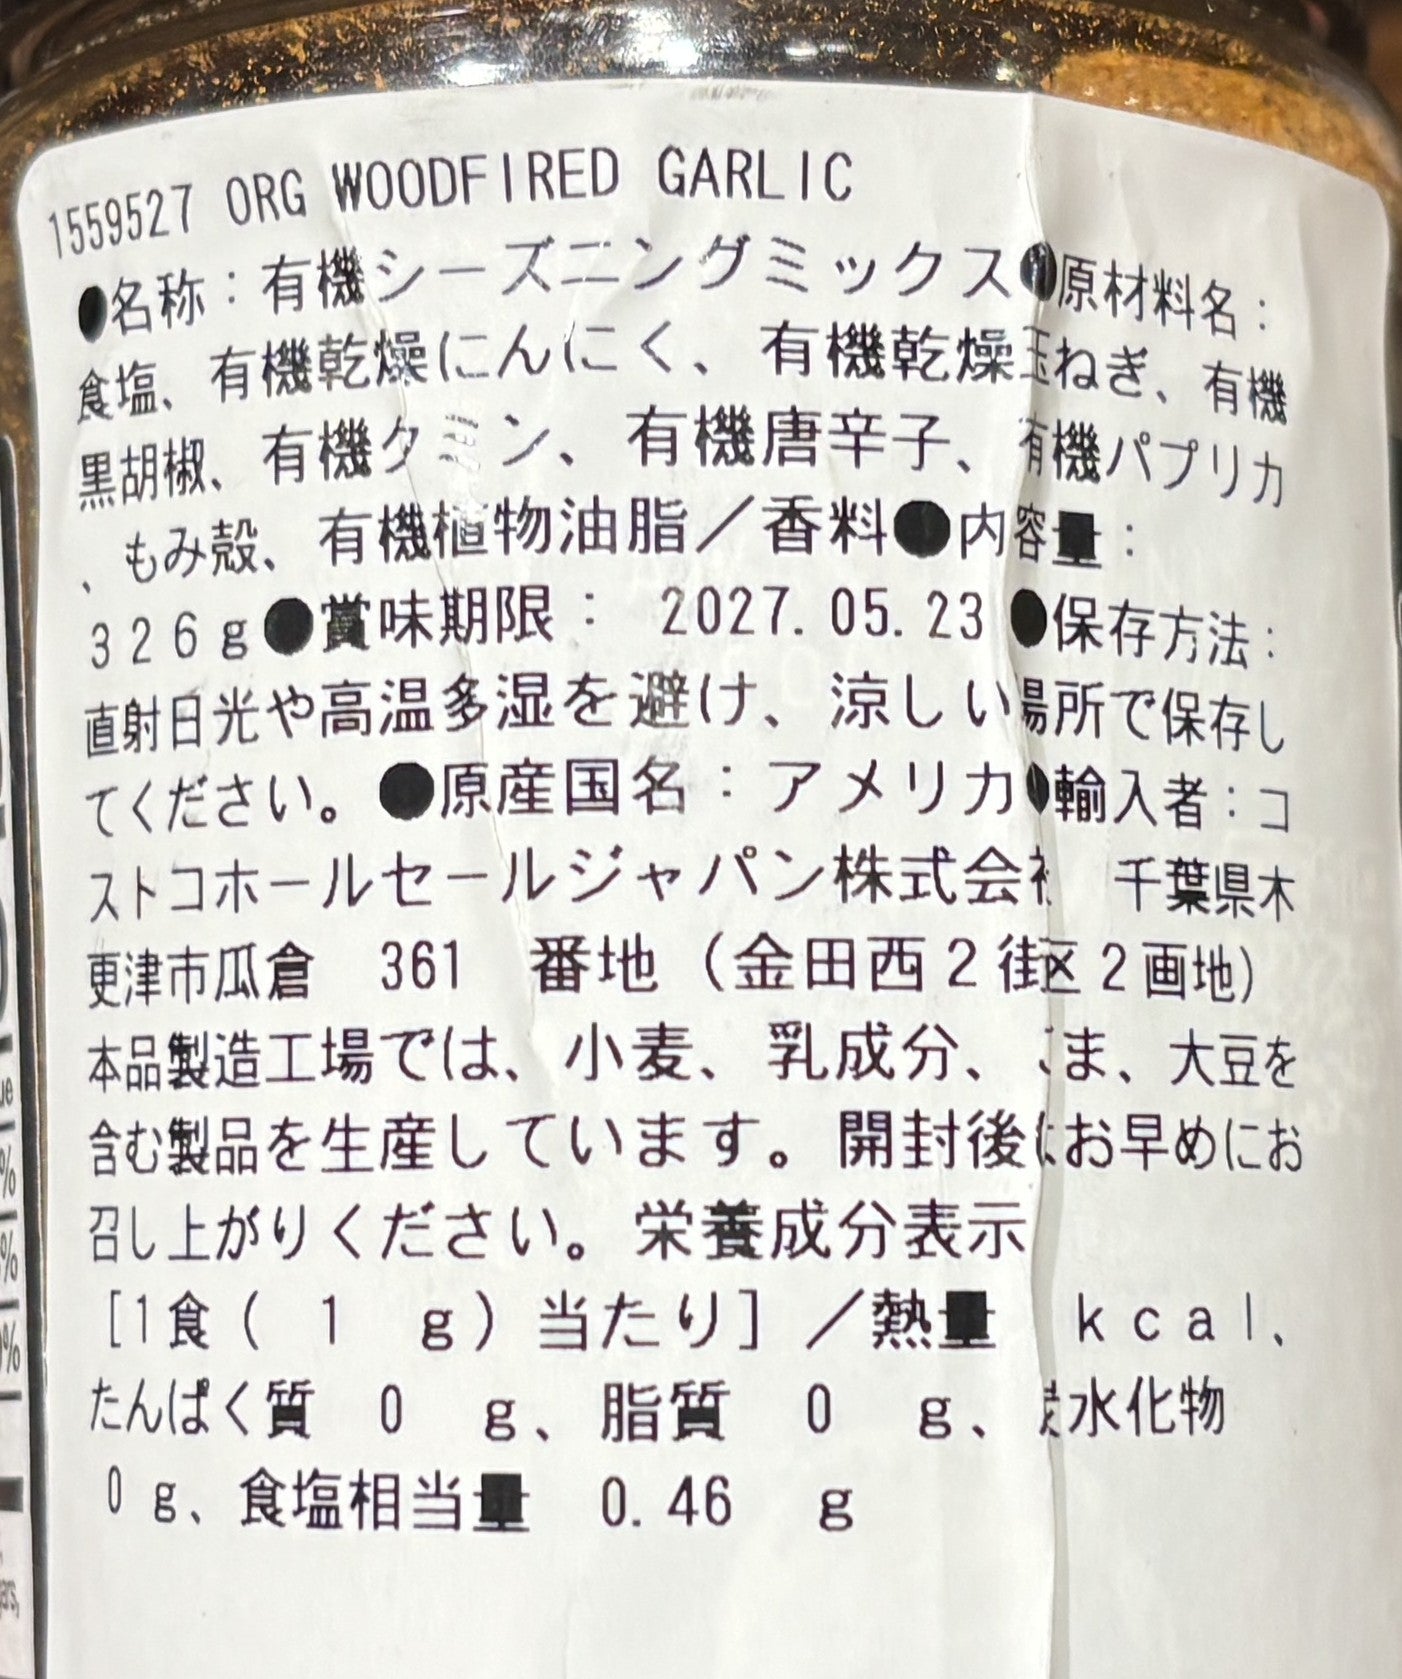 1559527 ORG WOODFIRED GARLIC
●名称：有機シーズニングミックス●原材料名：
食塩、有機乾燥にんにく、有機乾燥玉ねぎ、有機
黒胡椒、有機クミン、有機唐辛子、有機パプリカ
、もみ殻、有機植物油脂／香料●内容量：
３２６ｇ●賞味期限： 2027.05.23 ●保存方法：
直射日光や高温多湿を避け、涼しい場所で保存し
てください。●原産国名：アメリカ●輸入者：コ
ストコホールセールジャパン株式会社　千葉県木
更津市瓜倉　361　番地（金田西２街区２画地）
本品製造工場では、小麦、乳成分、ごま、大豆を
含む製品を生産しています。開封後はお早めにお
召し上がりください。栄養成分表示
[1食（　1　ｇ）当たり]／熱量　ｋｃａｌ、
たんぱく質　0　ｇ、脂質　0　ｇ、炭水化物
0ｇ、食塩相当量　0.46　ｇ